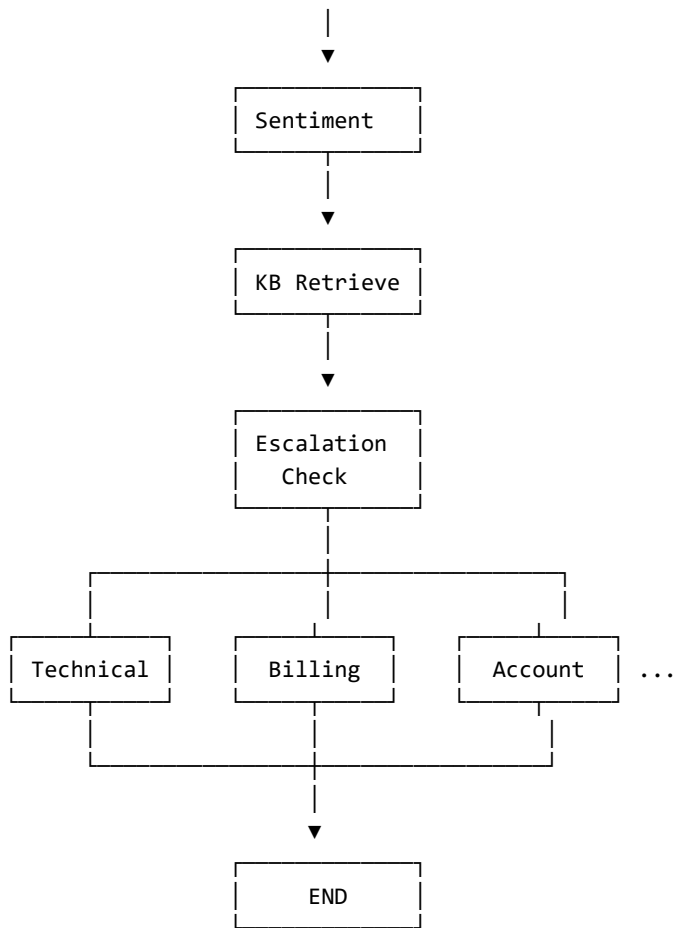 Sentiment
KB Retrieve
Escalation
Check
Technical Billing Account ...
END